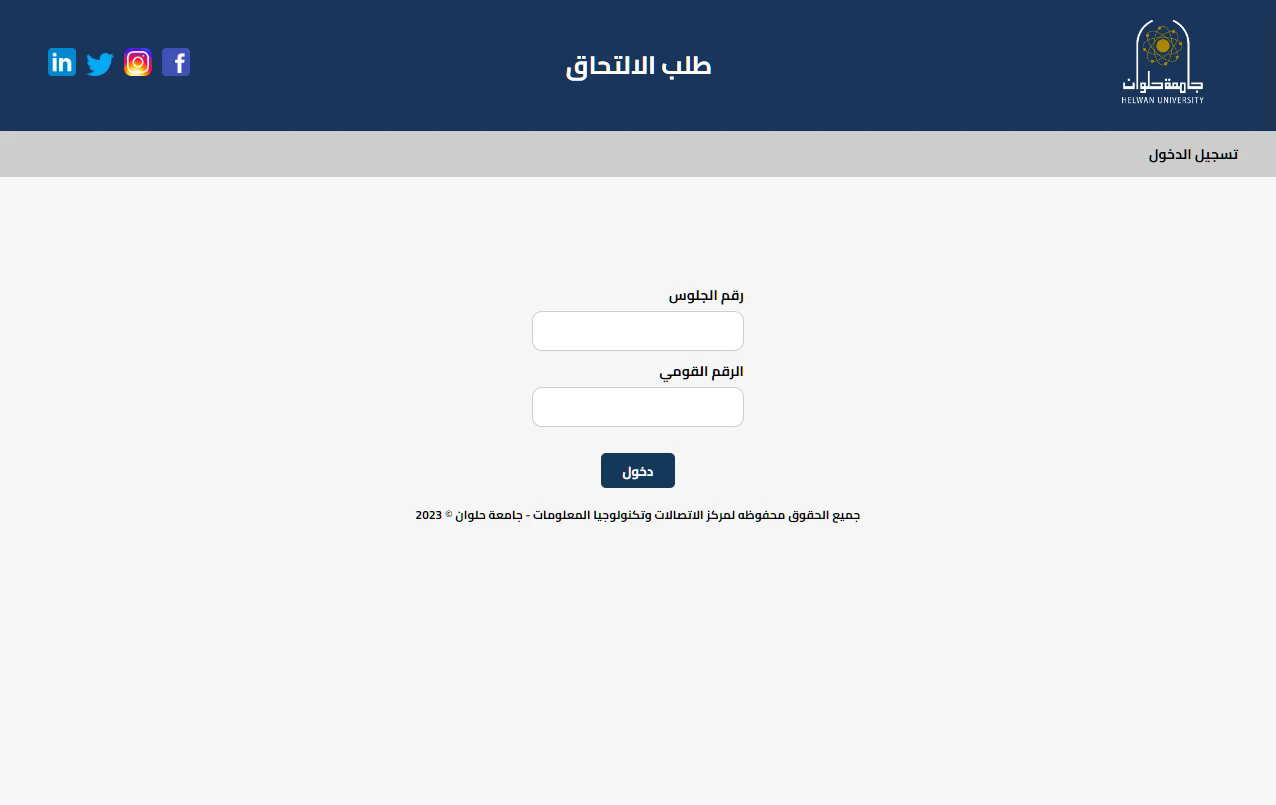 جامعة حلوان
HELWAN UNIVERSITY
طلب الالتحاق
تسجيل الدخول
رقم الجلوس
الرقم القومي
دخول
جميع الحقوق محفوظه لمركز الاتصالات وتكنولوجيا المعلومات - جامعة حلوان © 2023